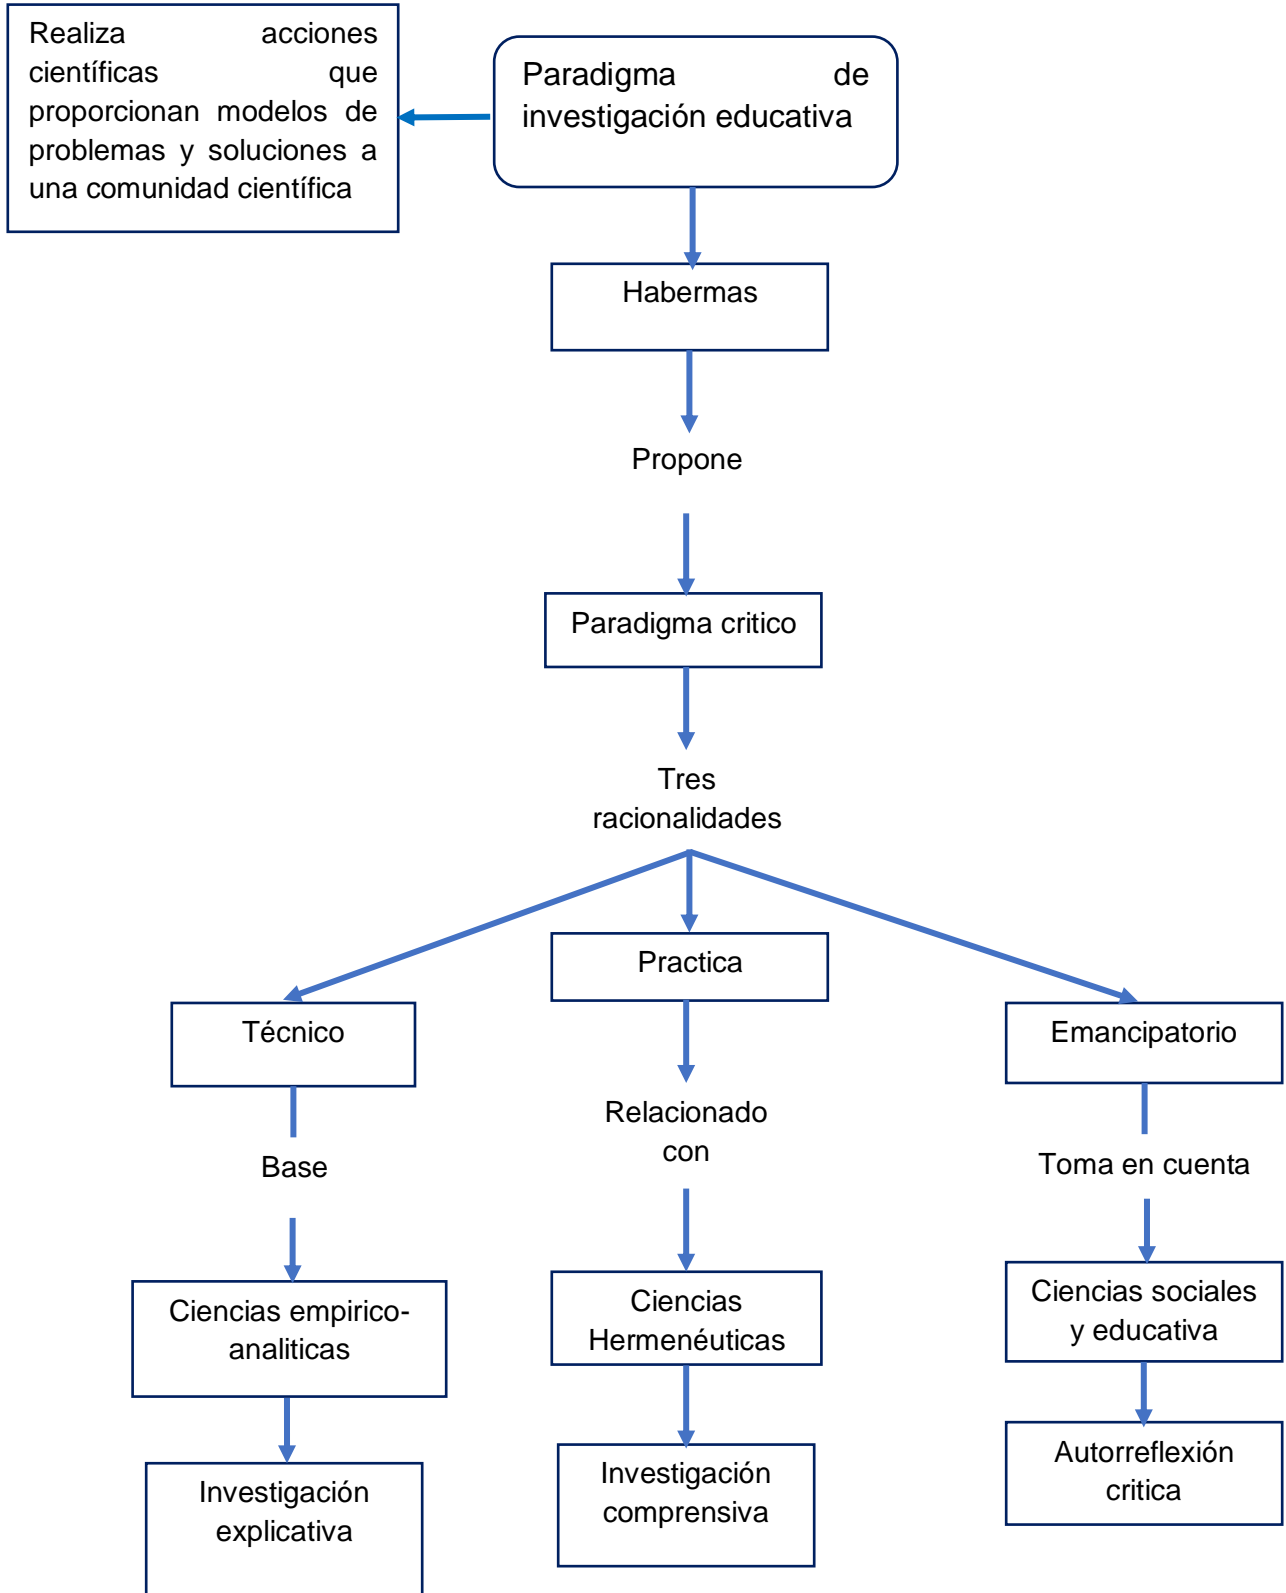 Realiza acciones
científicas que
proporcionan modelos de
problemas y soluciones a
una comunidad científica
Paradigma de
investigación educativa
Habermas
Propone
Paradigma critico
Tres
racionalidades
Practica
Técnico
Emancipatorio
Relacionado
con
Base
Toma en cuenta
Ciencias empirico-
analiticas
Ciencias
Hermenéuticas
Ciencias sociales
y educativa
Investigación
explicativa
Investigación
comprensiva
Autorreflexión
critica